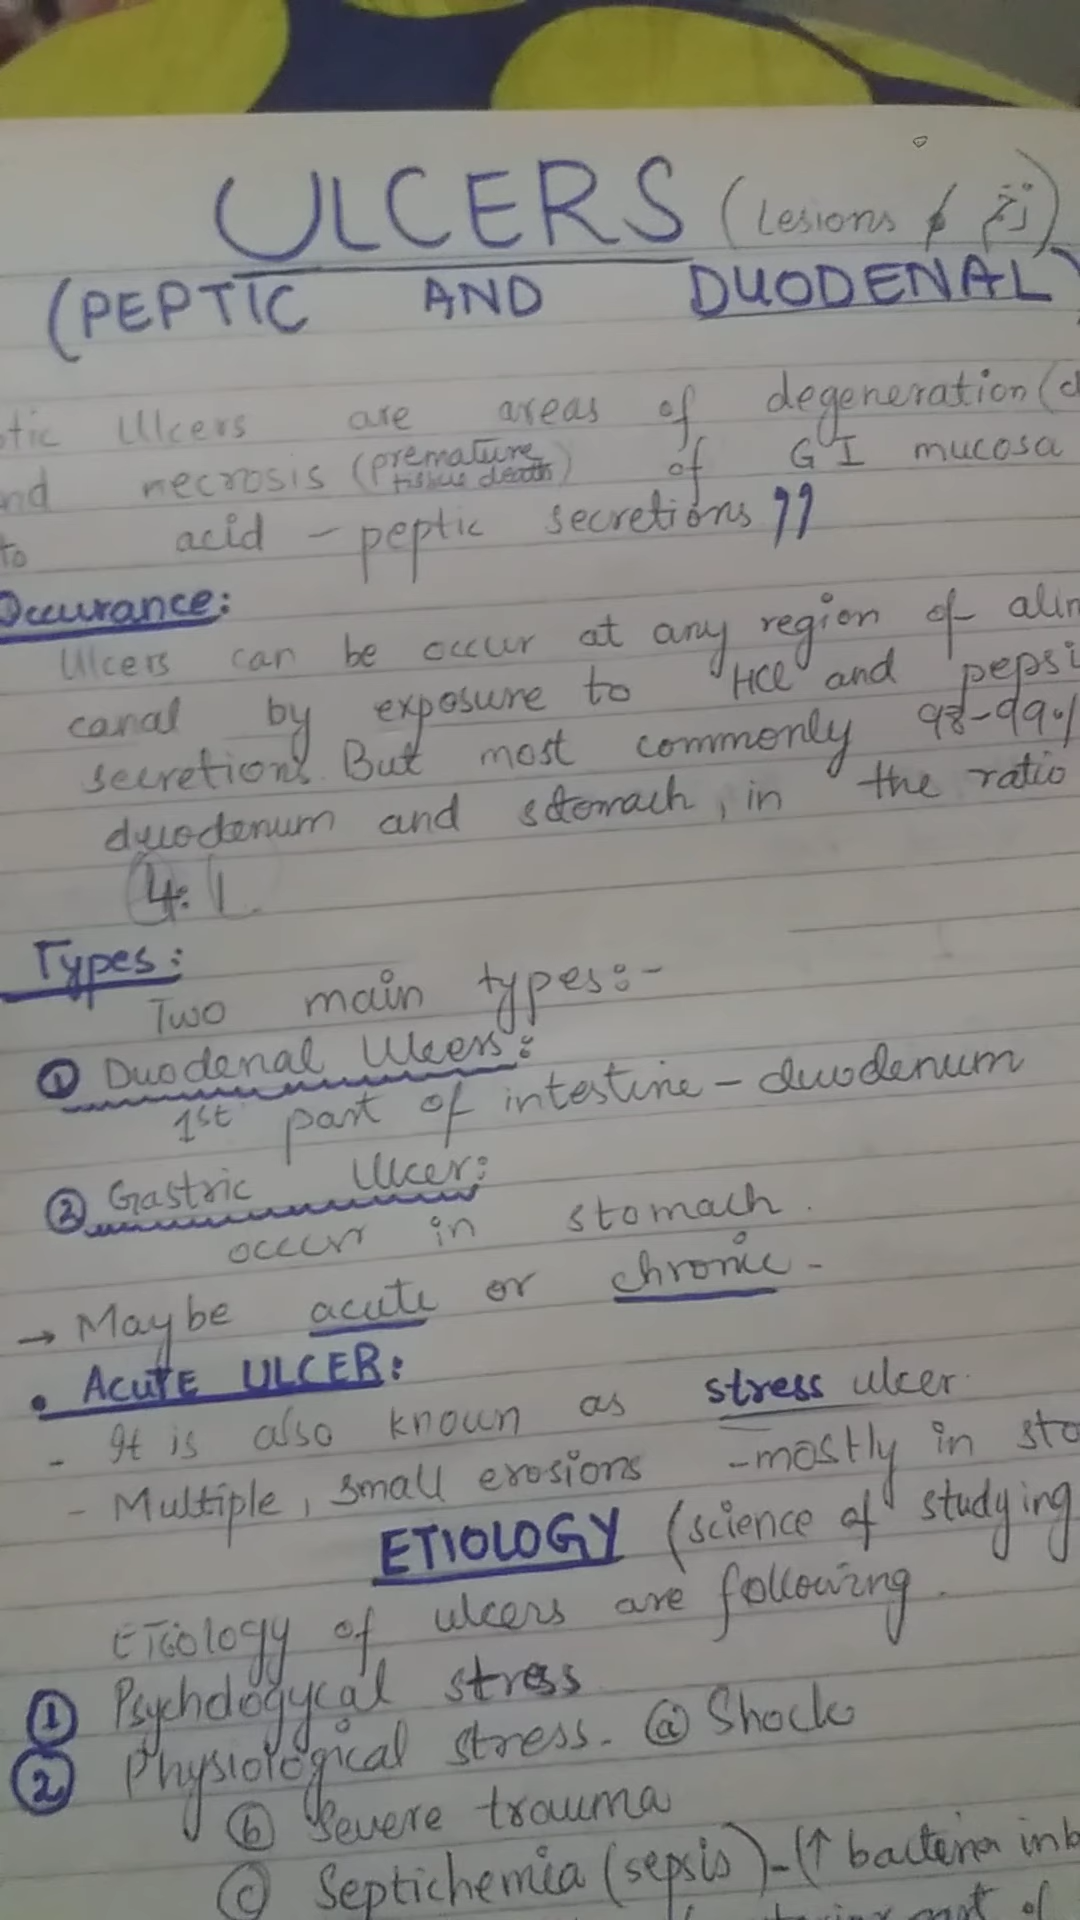 ULCERS (Lesions زخم)
(PEPTIC AND DUODENAL)
Ulcers are areas of degeneration (
necrosis (premature tissue death) of GI mucosa
to acid - peptic secretions ”
Occurance:
Ulcers can be occur at any region of alim
canal by exposure to HCl and pepsi
secretions. But most commonly 98-99%
duodenum and stomach, in the ratio
4:1.
Types:
Two main types:-
① Duodenal Ulcers:
1st part of intestine - duodenum
② Gastric Ulcer:
occur in stomach.
→ Maybe acute or chronic -
• ACUTE ULCER:
- It is also known as stress ulcer.
- Multiple, small erosions - mostly in sto
ETIOLOGY (science of studying
Etiology of ulcers are following.
① Psychologycal stress
② Physiological stress. ⓐ Shock
ⓑ Severe trauma
ⓒ Septichemia (sepsis) - (↑ bacteria in b
part of